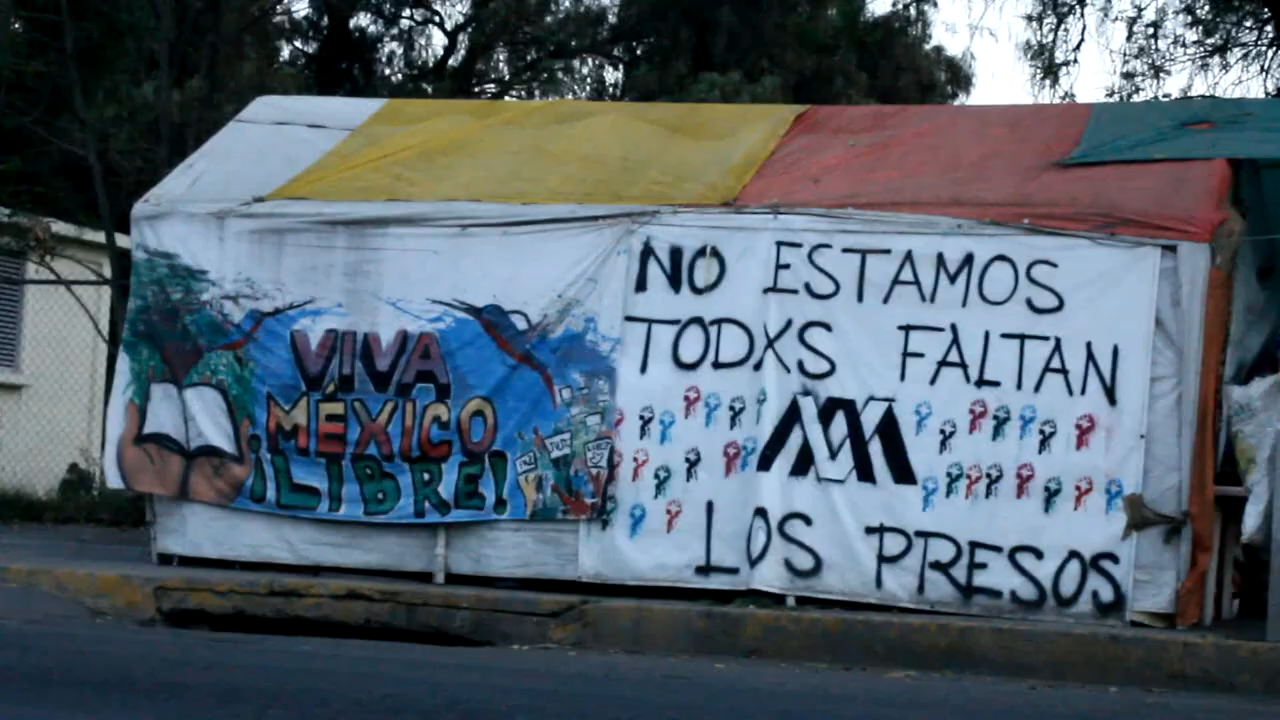 VIVA
MÉXICO
¡LIBRE!
NO ESTAMOS
TODXS FALTAN
LOS PRESOS